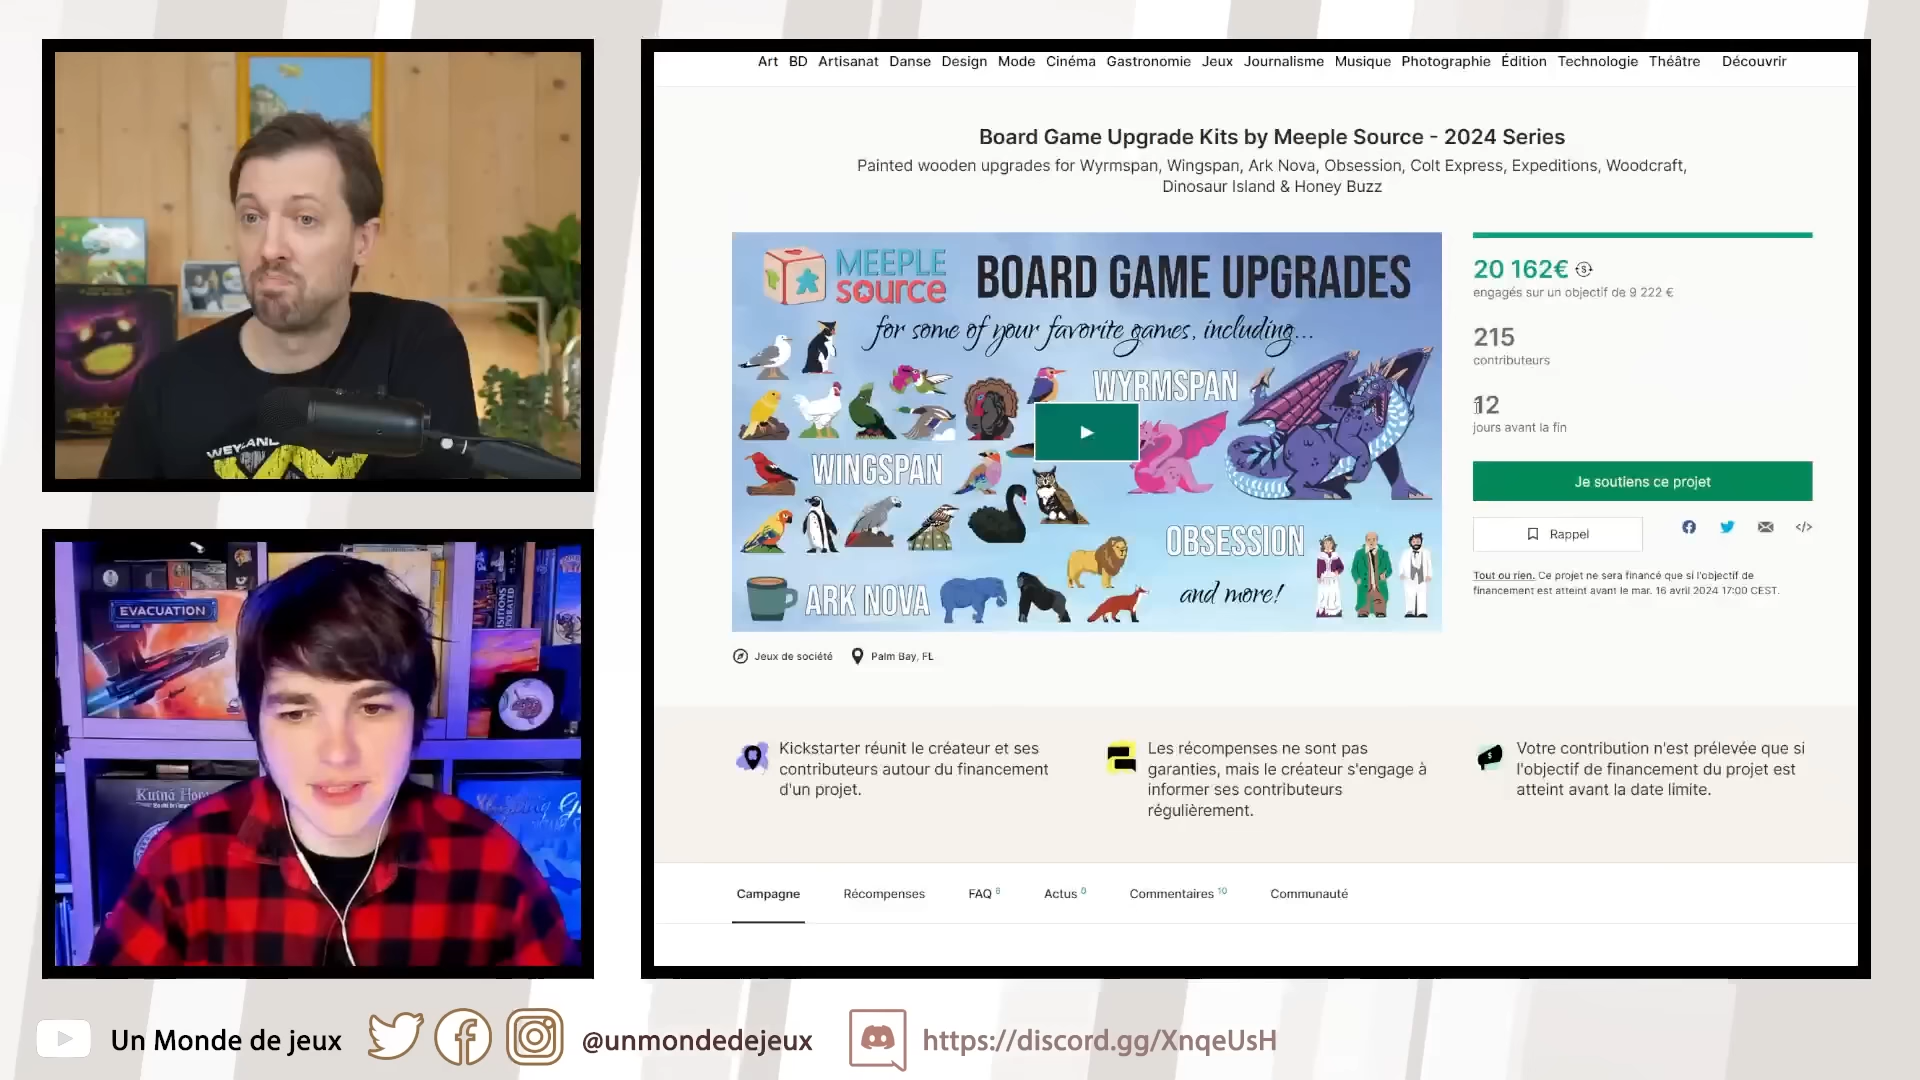 Art BD Artisanat Danse Design Mode Cinéma Gastronomie Jeux Journalisme Musique Photographie Édition Technologie Théâtre Découvrir
Board Game Upgrade Kits by Meeple Source - 2024 Series
Painted wooden upgrades for Wyrmspan, Wingspan, Ark Nova, Obsession, Colt Express, Expeditions, Woodcraft,
Dinosaur Island & Honey Buzz
MEEPLE
source
BOARD GAME UPGRADES
for some of your favorite games, including...
WYRMSPAN
WINGSPAN
OBSESSION
ARK NOVA
and more!
20 162€
engagés sur un objectif de 9 222 €
215
contributeurs
12
jours avant la fin
Je soutiens ce projet
Rappel
Tout ou rien. Ce projet ne sera financé que si l'objectif de
financement est atteint avant le mar. 16 avril 2024 17:00 CEST.
Jeux de société Palm Bay, FL
Kickstarter réunit le créateur et ses
contributeurs autour du financement
d'un projet.
Les récompenses ne sont pas
garanties, mais le créateur s'engage à
informer ses contributeurs
régulièrement.
Votre contribution n'est prélevée que si
l'objectif de financement du projet est
atteint avant la date limite.
Campagne Récompenses FAQ Actus Commentaires 10 Communauté
EVACUATION
Kutná Hora
Un Monde de jeux @unmondedejeux https://discord.gg/XnqeUsH